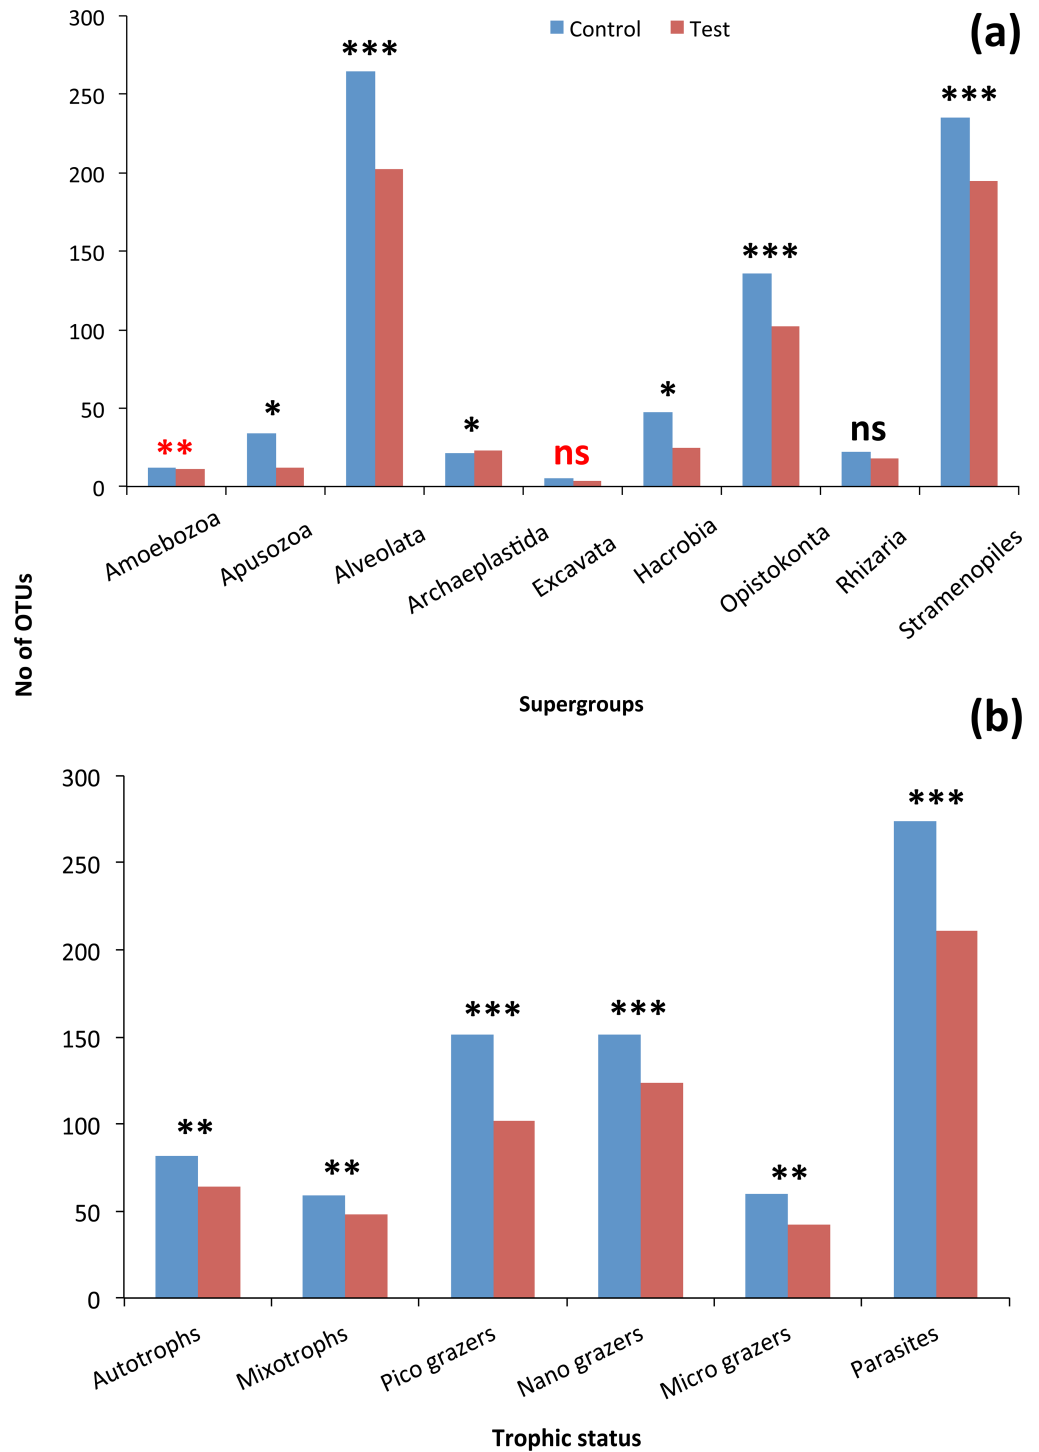 (a)
Control Test
300
250
200
150
100
50
0
***
***
***
*
*
*
**
ns
ns
Amoebozoa
Apusozoa
Alveolata
Archaeplastida
Excavata
Hacrobia
Opistokonta
Rhizaria
Stramenopiles
No of OTUs
Supergroups
(b)
300
250
200
150
100
50
0
**
**
***
***
**
***
Autotrophs
Mixotrophs
Pico grazers
Nano grazers
Micro grazers
Parasites
Trophic status